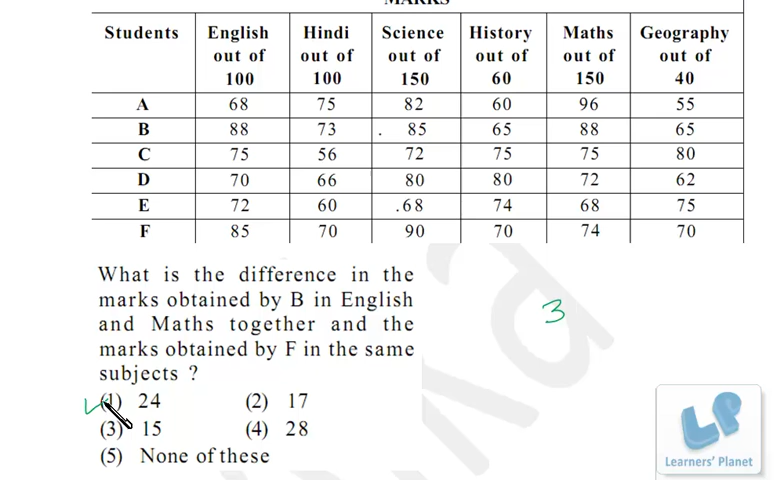 MARKS
Students English Hindi Science History Maths Geography
out of out of out of out of out of out of
100 100 150 60 150 40
A 68 75 82 60 96 55
B 88 73 . 85 65 88 65
C 75 56 72 75 75 80
D 70 66 80 80 72 62
E 72 60 .68 74 68 75
F 85 70 90 70 74 70
What is the difference in the
marks obtained by B in English
and Maths together and the
marks obtained by F in the same
subjects ?
3
(1) 24 (2) 17
(3) 15 (4) 28
(5) None of these
LP
Learners' Planet